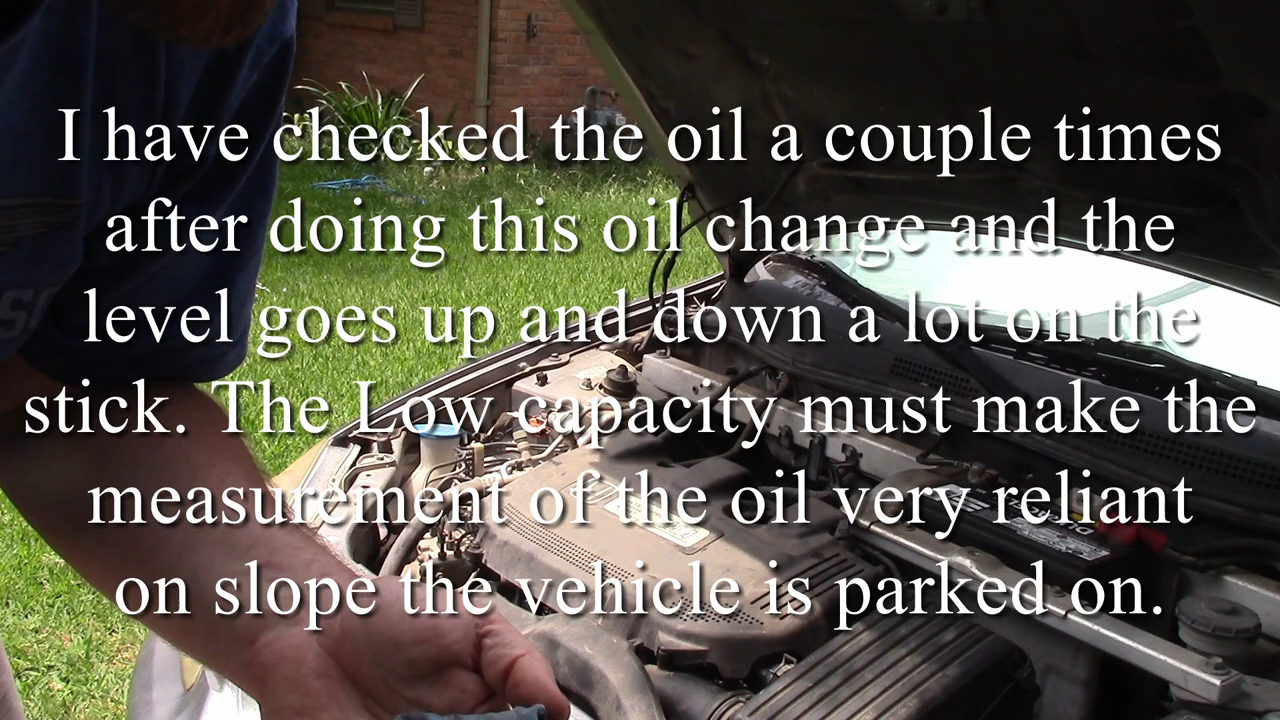 I have checked the oil a couple times
after doing this oil change and the
level goes up and down a lot on the
stick. The Low capacity must make the
measurement of the oil very reliant
on slope the vehicle is parked on.